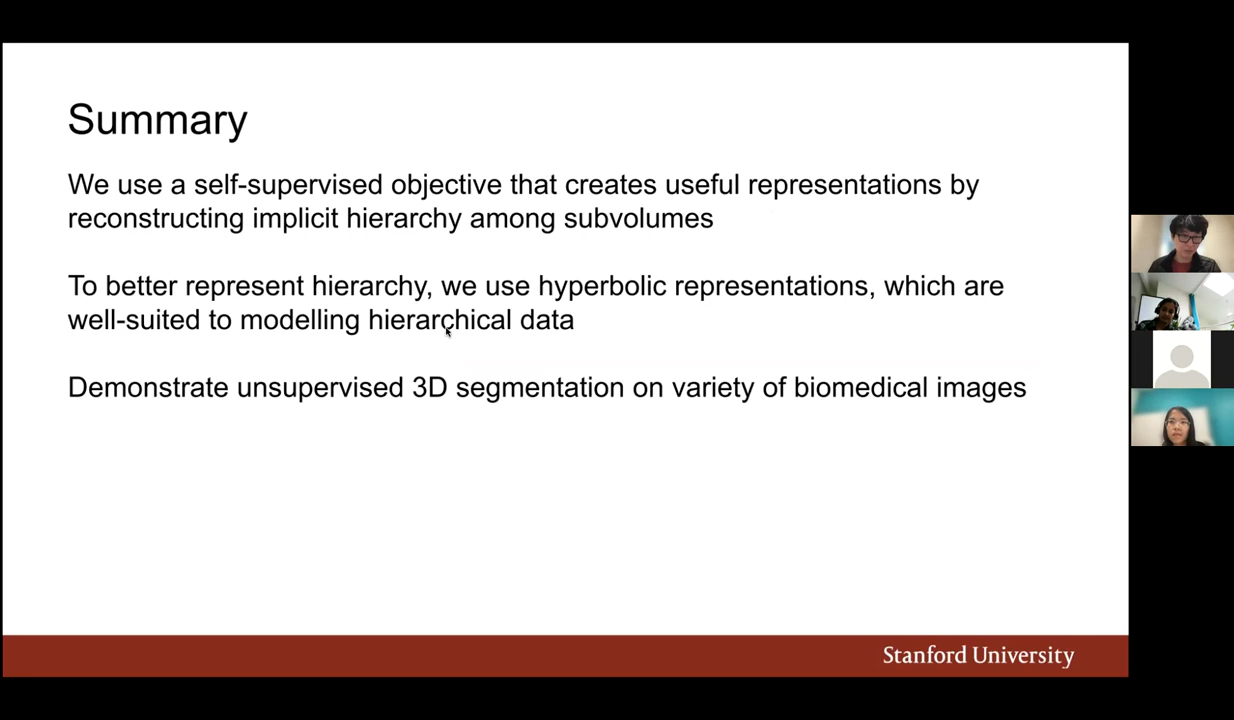 Summary
We use a self-supervised objective that creates useful representations by
reconstructing implicit hierarchy among subvolumes
To better represent hierarchy, we use hyperbolic representations, which are
well-suited to modelling hierarchical data
Demonstrate unsupervised 3D segmentation on variety of biomedical images
Stanford University